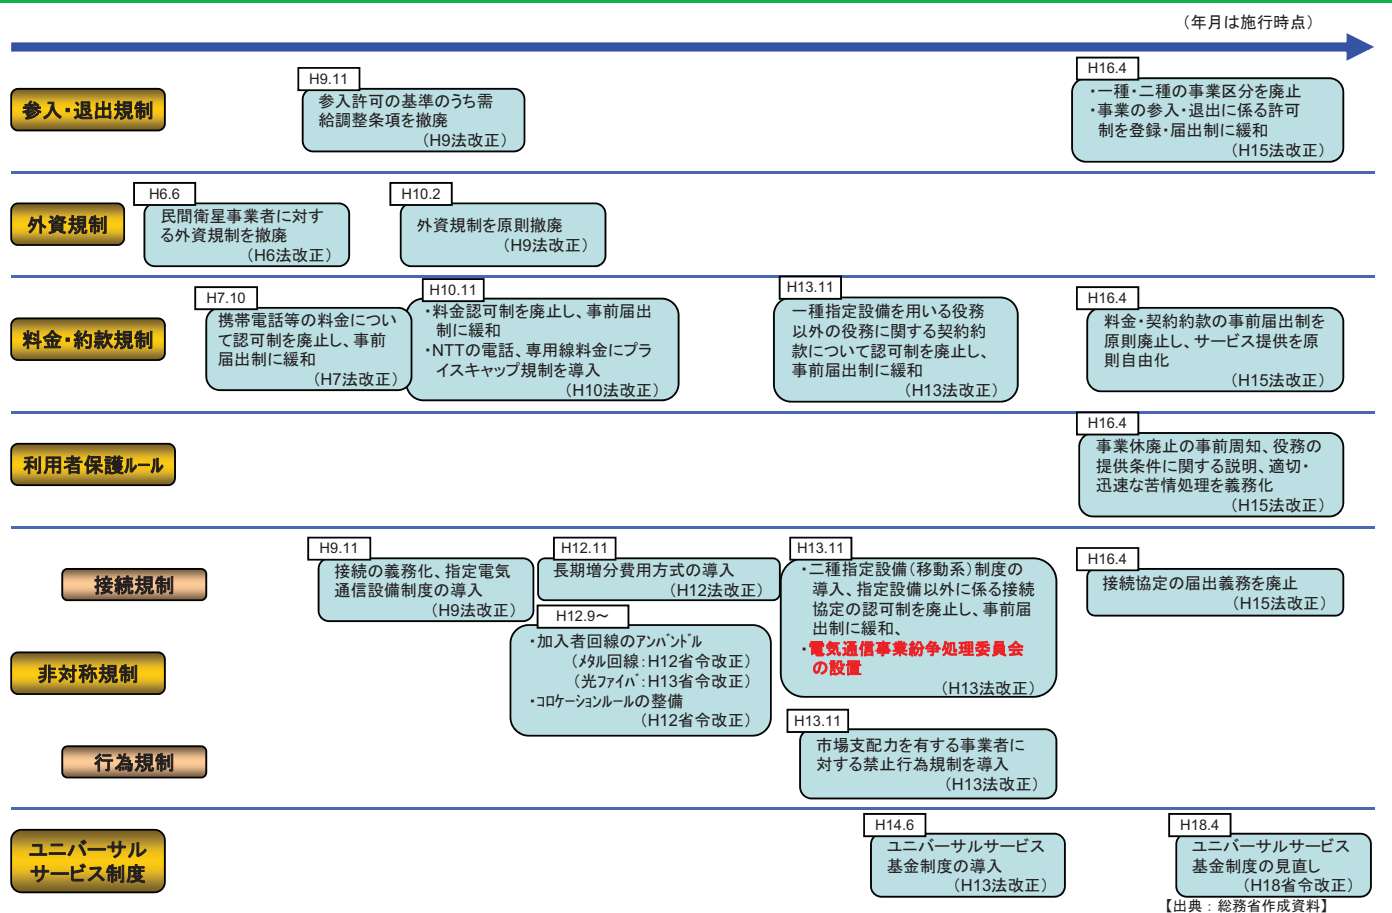 （年月は施行時点）
参入・退出規制
H9.11
参入許可の基準のうち需
給調整条項を撤廃
（H9法改正）
H16.4
・一種・二種の事業区分を廃止
・事業の参入・退出に係る許可
制を登録・届出制に緩和
（H15法改正）
外資規制
H6.6
民間衛星事業者に対す
る外資規制を撤廃
（H6法改正）
H10.2
外資規制を原則撤廃
（H9法改正）
料金・約款規制
H7.10
携帯電話等の料金につい
て認可制を廃止し、事前
届出制に緩和
（H7法改正）
H10.11
・料金認可制を廃止し、事前届出
制に緩和
・NTTの電話、専用線料金にプラ
イスキャップ規制を導入
（H10法改正）
H13.11
一種指定設備を用いる役務
以外の役務に関する契約約
款について認可制を廃止し、
事前届出制に緩和
（H13法改正）
H16.4
料金・契約約款の事前届出制を
原則廃止し、サービス提供を原
則自由化
（H15法改正）
利用者保護ルール
H16.4
事業休廃止の事前周知、役務の
提供条件に関する説明、適切・
迅速な苦情処理を義務化
（H15法改正）
接続規制
H9.11
接続の義務化、指定電気
通信設備制度の導入
（H9法改正）
H12.11
長期増分費用方式の導入
（H12法改正）
H12.9～
・加入者回線のアンバンドル
（メタル回線：H12省令改正）
（光ファイバ：H13省令改正）
・コロケーションルールの整備
（H12省令改正）
H13.11
・二種指定設備（移動系）制度の
導入、指定設備以外に係る接続
協定の認可制を廃止し、事前届
出制に緩和、
・電気通信事業紛争処理委員会
の設置
（H13法改正）
H16.4
接続協定の届出義務を廃止
（H15法改正）
非対称規制
行為規制
H13.11
市場支配力を有する事業者に
対する禁止行為規制を導入
（H13法改正）
ユニバーサル
サービス制度
H14.6
ユニバーサルサービス
基金制度の導入
（H13法改正）
H18.4
ユニバーサルサービス
基金制度の見直し
（H18省令改正）
【出典：総務省作成資料】